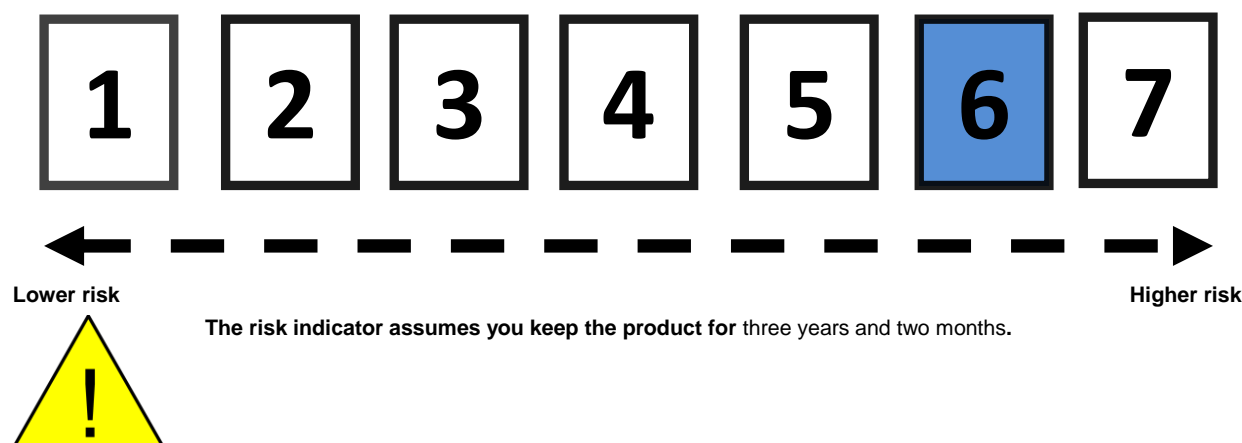 1 2 3 4 5 6 7
Lower risk Higher risk
The risk indicator assumes you keep the product for three years and two months.
!